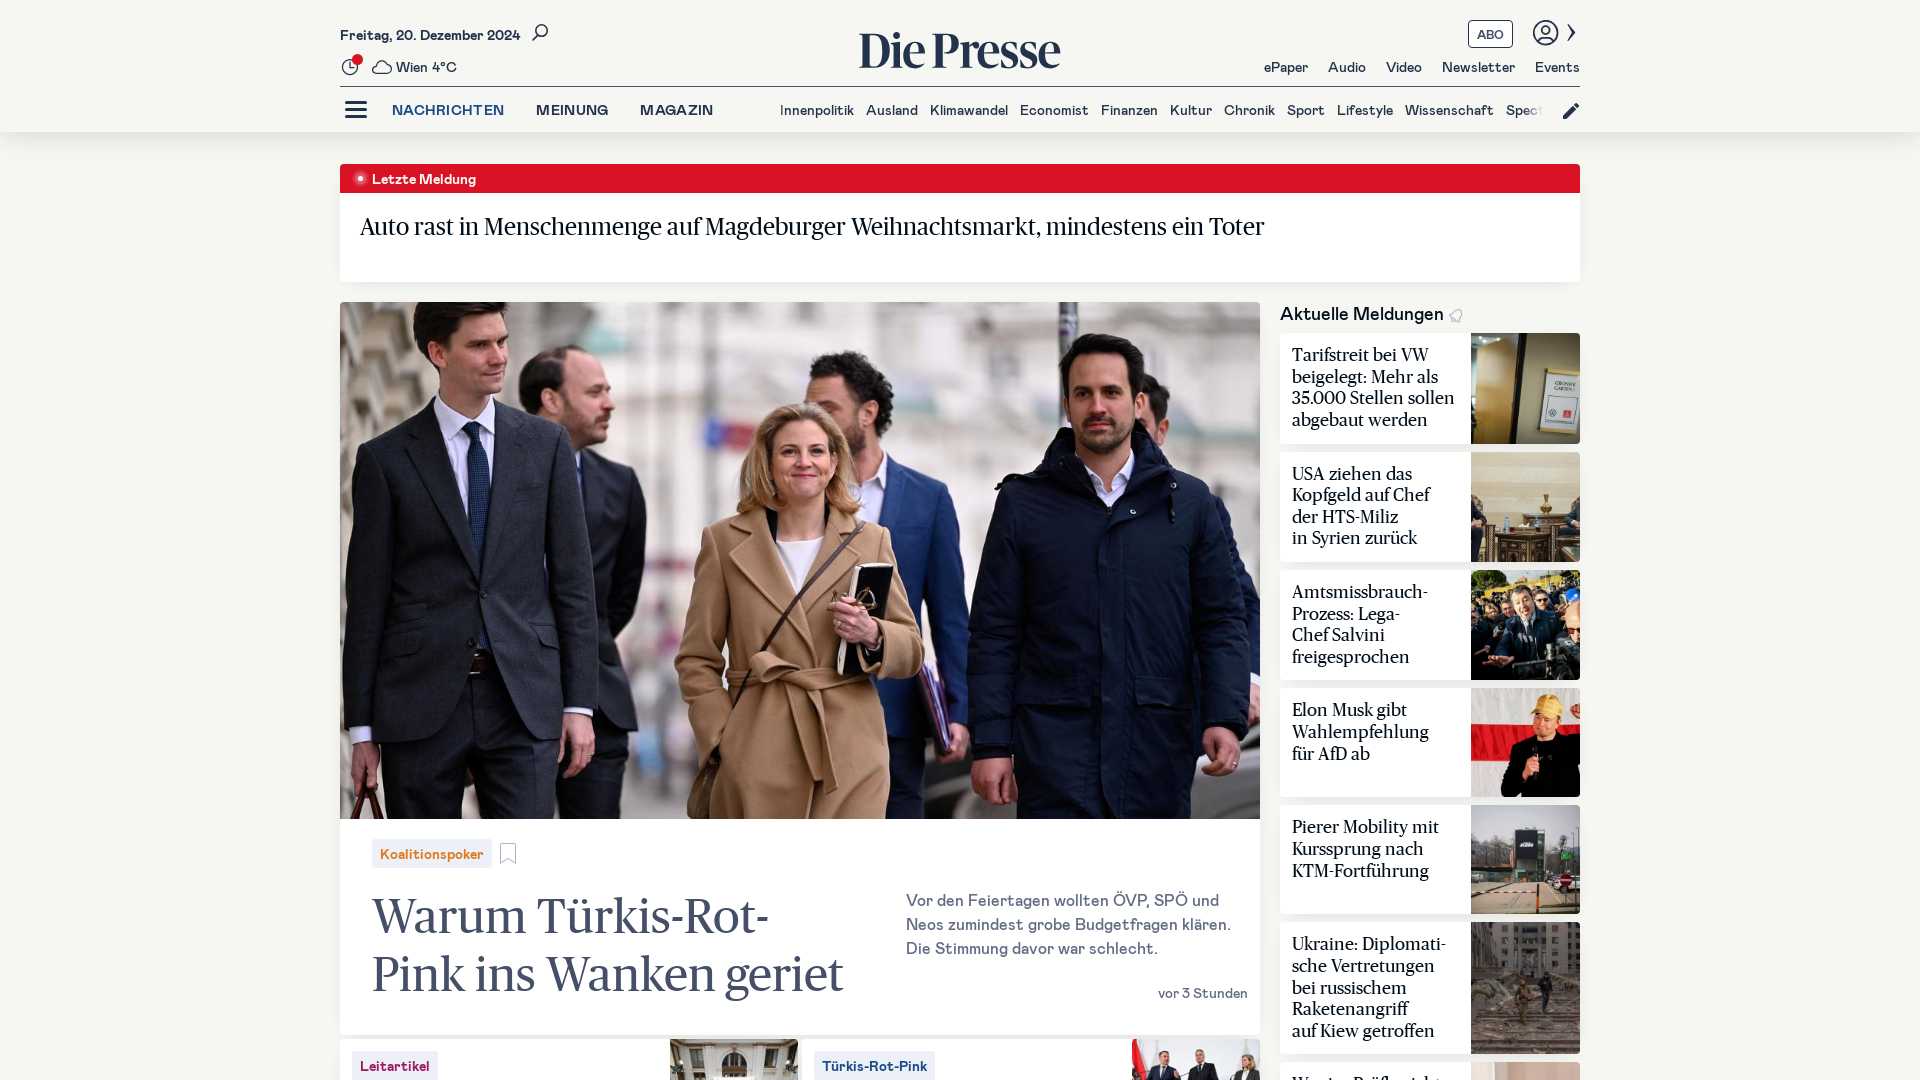 Freitag, 20. Dezember 2024
Die Presse
ABO
Wien 4°C
ePaper Audio Video Newsletter Events
NACHRICHTEN MEINUNG MAGAZIN
Innenpolitik Ausland Klimawandel Economist Finanzen Kultur Chronik Sport Lifestyle Wissenschaft Spect
Letzte Meldung
Auto rast in Menschenmenge auf Magdeburger Weihnachtsmarkt, mindestens ein Toter
Koalitionspoker
Warum Türkis-Rot-
Pink ins Wanken geriet
Vor den Feiertagen wollten ÖVP, SPÖ und
Neos zumindest grobe Budgetfragen klären.
Die Stimmung davor war schlecht.
vor 3 Stunden
Leitartikel
Türkis-Rot-Pink
Aktuelle Meldungen
Tarifstreit bei VW
beigelegt: Mehr als
35.000 Stellen sollen
abgebaut werden
USA ziehen das
Kopfgeld auf Chef
der HTS-Miliz
in Syrien zurück
Amtsmissbrauch-
Prozess: Lega-
Chef Salvini
freigesprochen
Elon Musk gibt
Wahlempfehlung
für AfD ab
Pierer Mobility mit
Kurssprung nach
KTM-Fortführung
Ukraine: Diplomati-
sche Vertretungen
bei russischem
Raketenangriff
auf Kiew getroffen